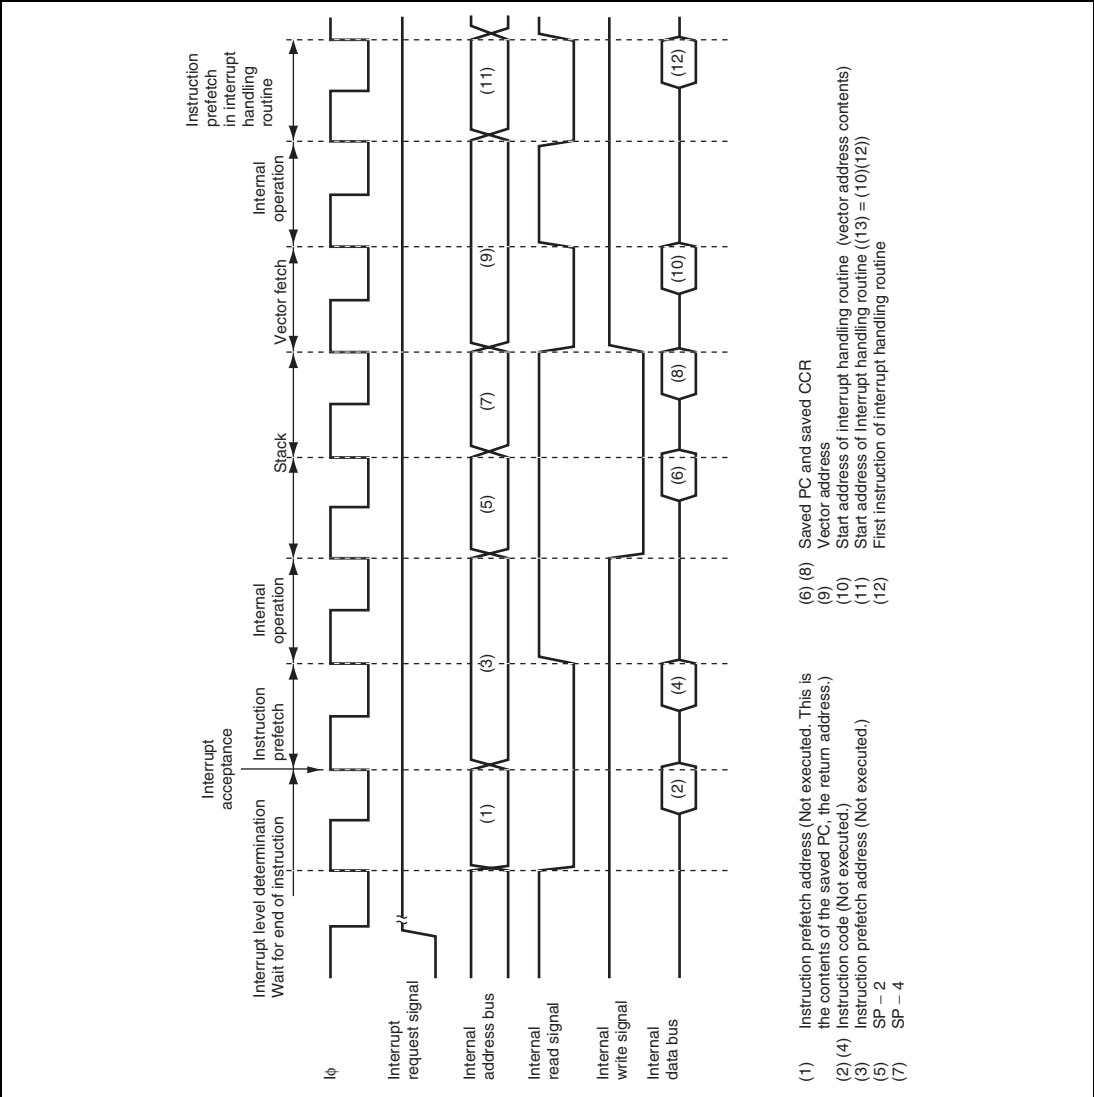 Interrupt level determination
Wait for end of instruction
Interrupt
acceptance
Instruction
prefetch
Internal
operation
Stack
Vector fetch
Internal
operation
Instruction
prefetch
in interrupt
handling
routine
Iϕ
Interrupt
request signal
Internal
address bus
(1)
(3)
(5)
(7)
(9)
(11)
Internal
read signal
Internal
write signal
Internal
data bus
(2)
(4)
(6)
(8)
(10)
(12)
(1) Instruction prefetch address (Not executed. This is
the contents of the saved PC, the return address.)
(2) (4) Instruction code (Not executed.)
(3) Instruction prefetch address (Not executed.)
(5) SP – 2
(7) SP – 4
(6) (8) Saved PC and saved CCR
(9) Vector address
(10) Start address of interrupt handling routine (vector address contents)
(11) Start address of Interrupt handling routine ((13) = (10)(12))
(12) First instruction of interrupt handling routine